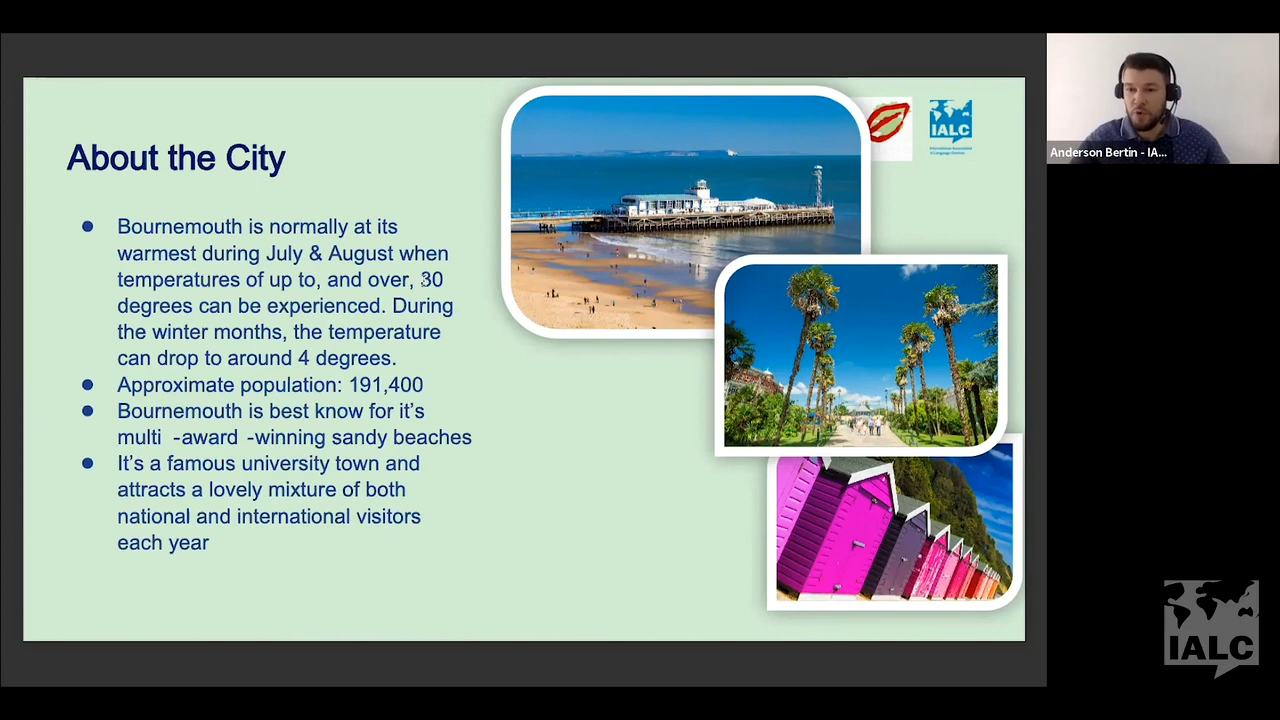 About the City
● Bournemouth is normally at its
warmest during July & August when
temperatures of up to, and over, 30
degrees can be experienced. During
the winter months, the temperature
can drop to around 4 degrees.
● Approximate population: 191,400
● Bournemouth is best know for it’s
multi -award -winning sandy beaches
● It’s a famous university town and
attracts a lovely mixture of both
national and international visitors
each year
IALC
International Association
of Language Centres
Anderson Bertin - IA...
IALC